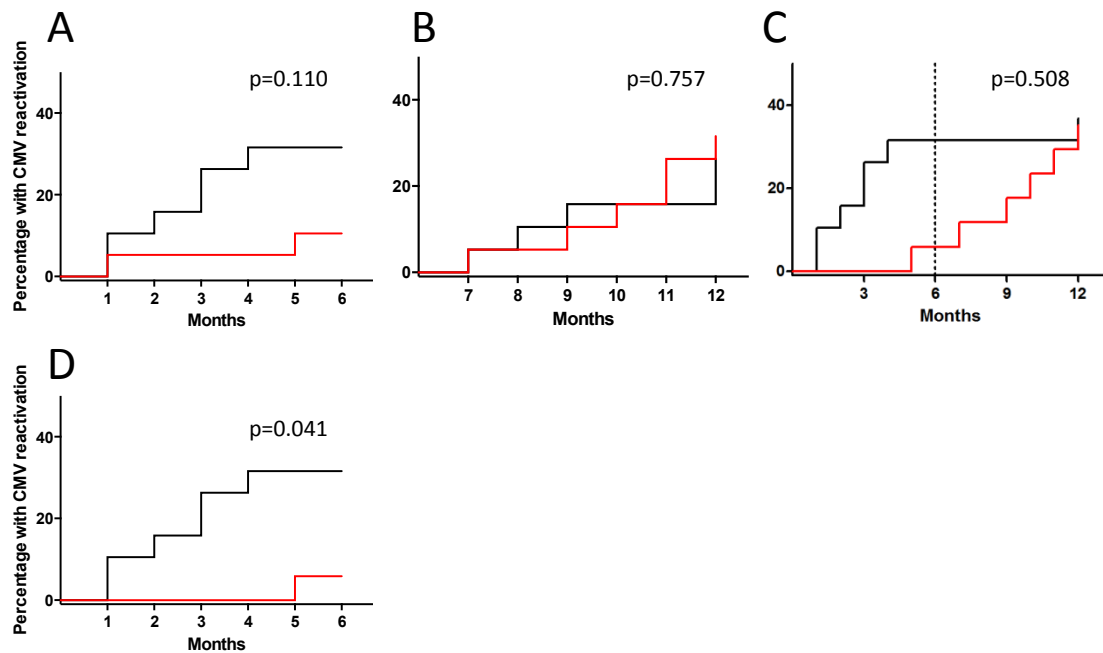 A
p=0.110
Percentage with CMV reactivation
40
20
0
1 2 3 4 5 6
Months
B
p=0.757
40
20
0
7 8 9 10 11 12
Months
C
p=0.508
40
20
0
3 6 9 12
Months
D
p=0.041
Percentage with CMV reactivation
40
20
0
1 2 3 4 5 6
Months